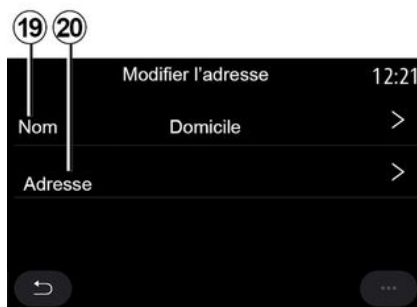 19 20
Modifier l'adresse 12:21
Nom Domicile >
Adresse >
...